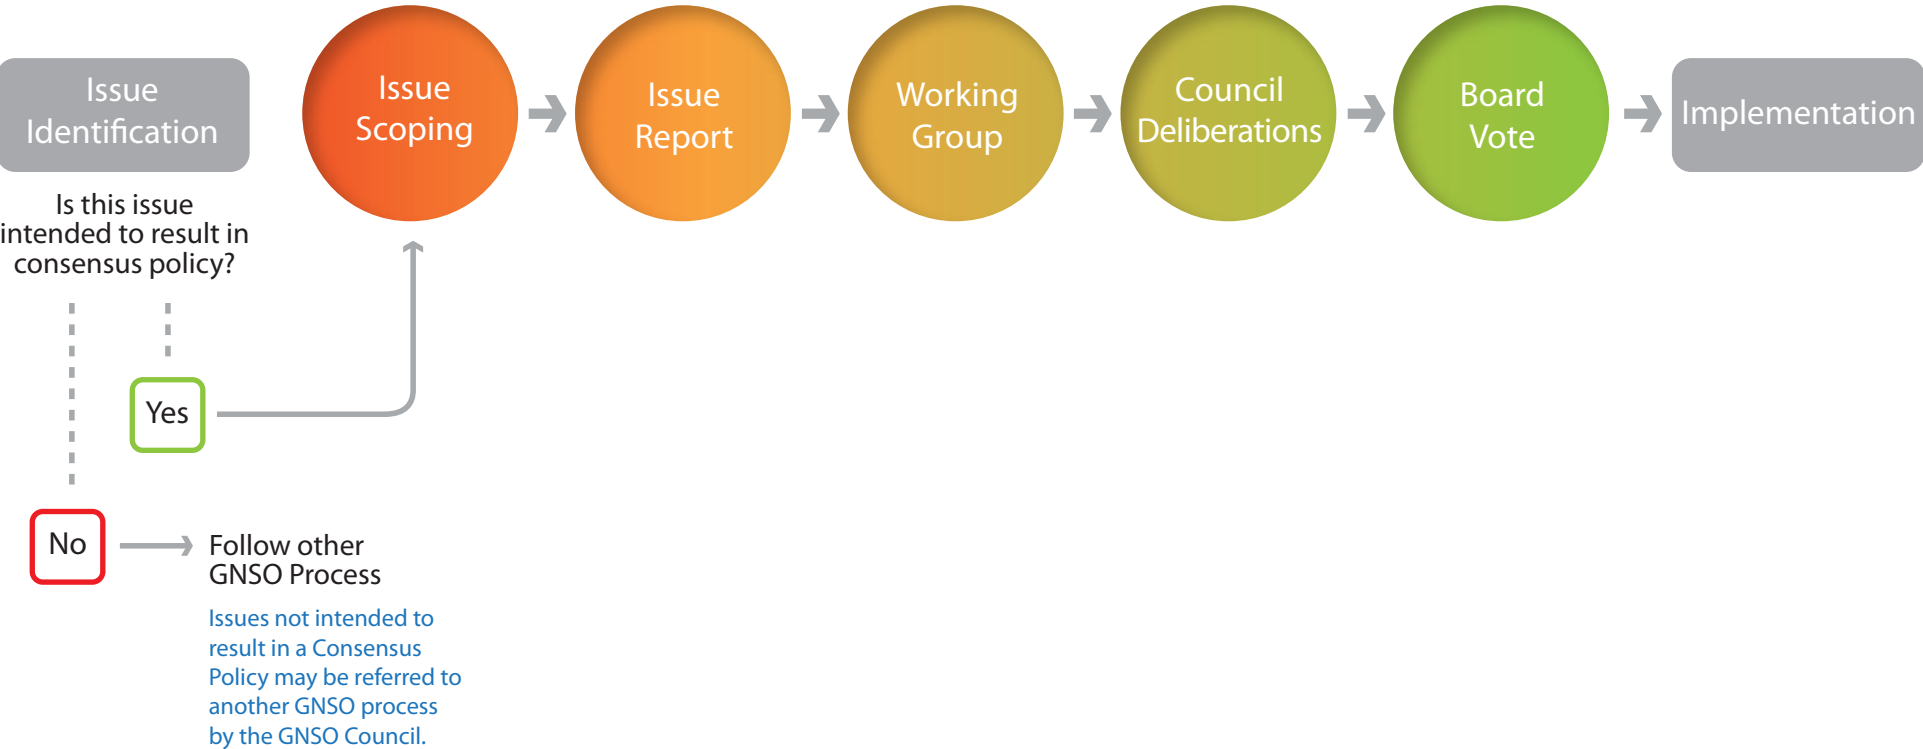 Issue
Identification
Is this issue
intended to result in
consensus policy?
Yes
No
Follow other
GNSO Process
Issues not intended to
result in a Consensus
Policy may be referred to
another GNSO process
by the GNSO Council.
Issue
Scoping
Issue
Report
Working
Group
Council
Deliberations
Board
Vote
Implementation